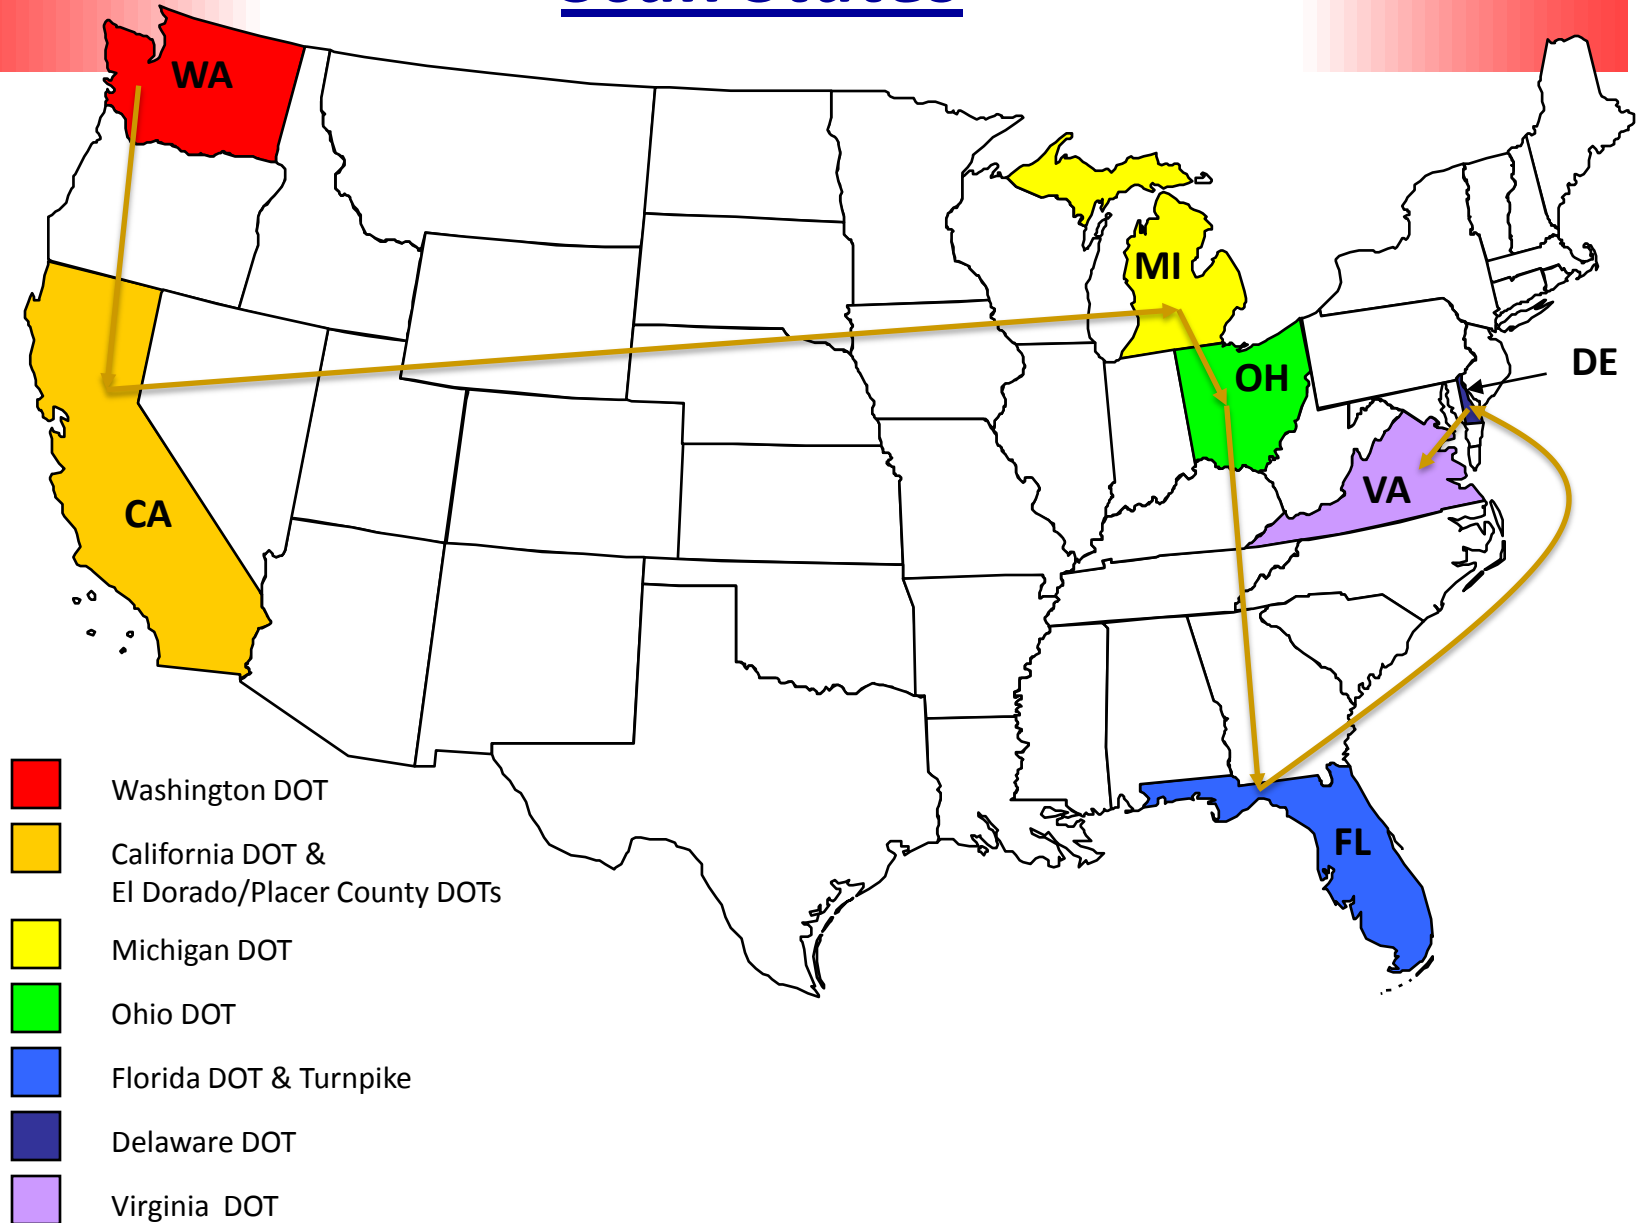 WA
MI
DE
OH
VA
CA
FL
Washington DOT
California DOT &
El Dorado/Placer County DOTs
Michigan DOT
Ohio DOT
Florida DOT & Turnpike
Delaware DOT
Virginia DOT